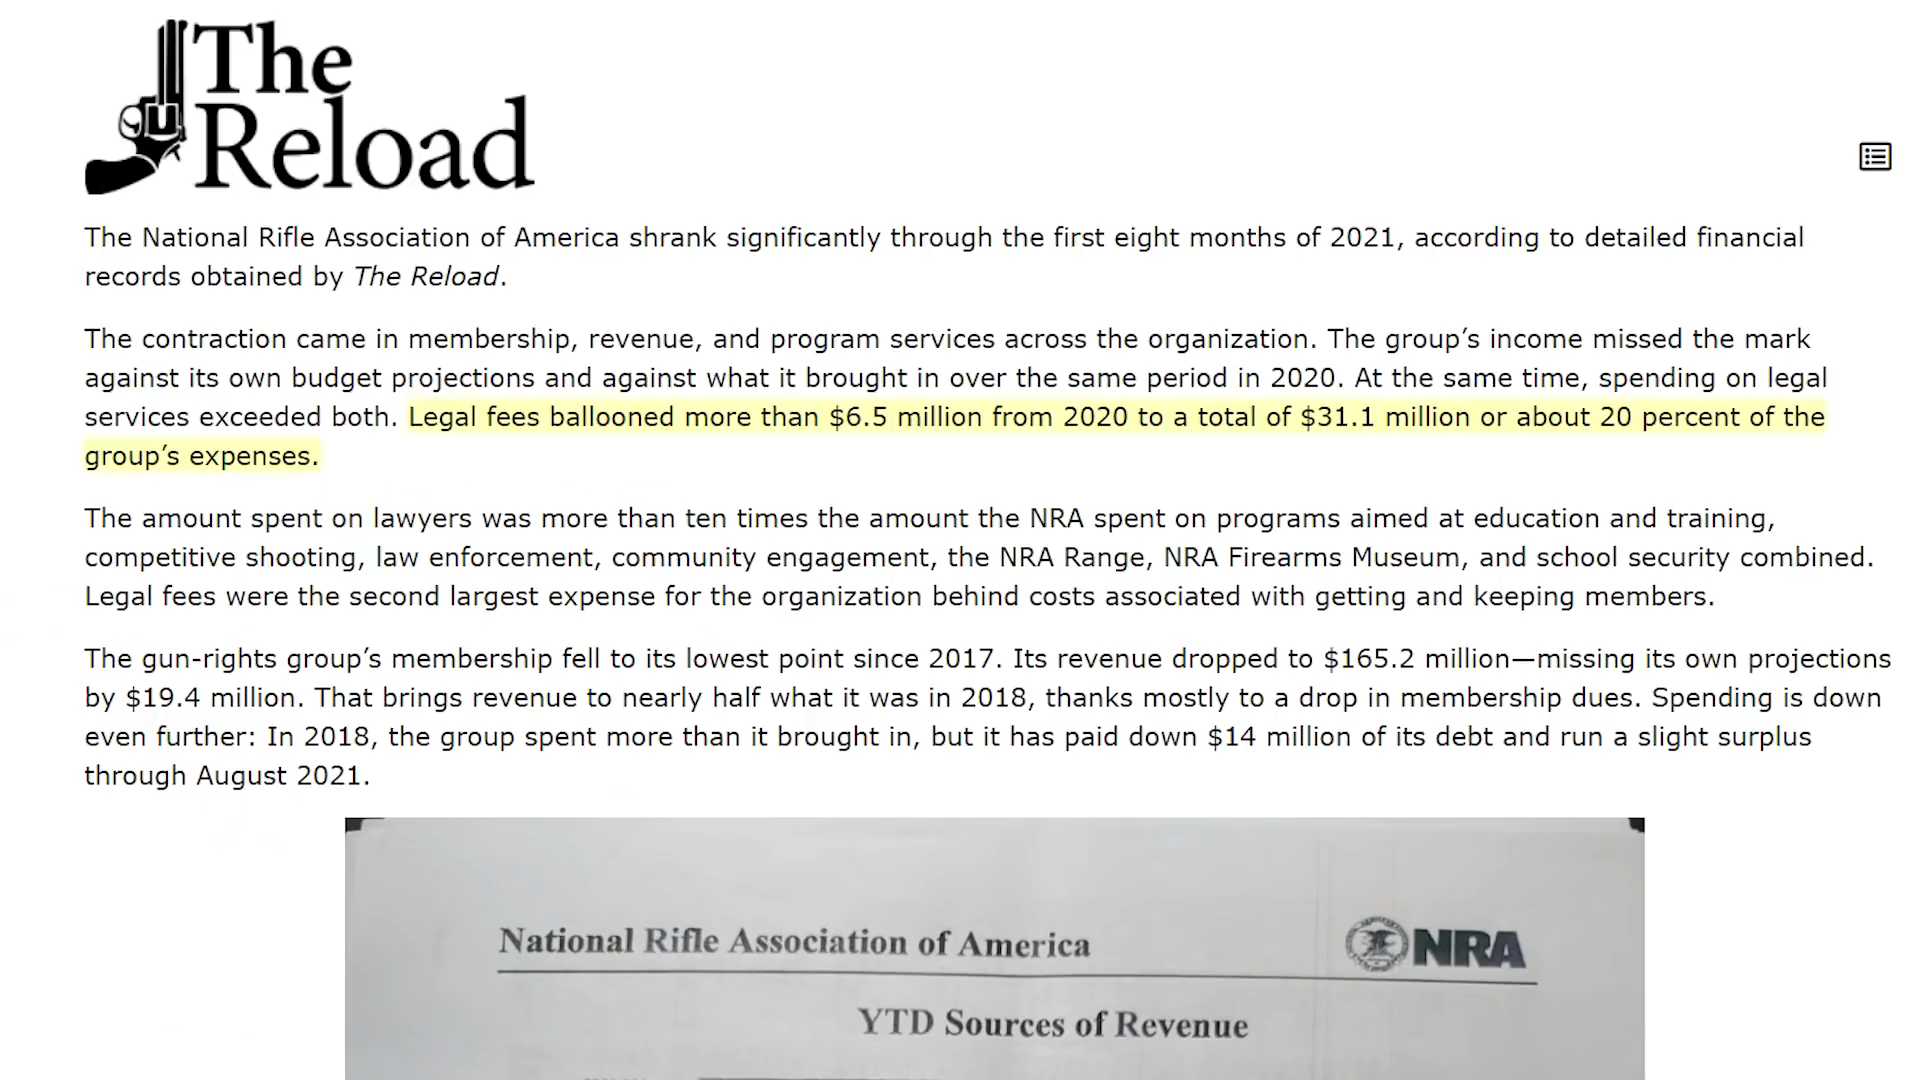 The
Reload
The National Rifle Association of America shrank significantly through the first eight months of 2021, according to detailed financial
records obtained by The Reload.
The contraction came in membership, revenue, and program services across the organization. The group’s income missed the mark
against its own budget projections and against what it brought in over the same period in 2020. At the same time, spending on legal
services exceeded both. Legal fees ballooned more than $6.5 million from 2020 to a total of $31.1 million or about 20 percent of the
group’s expenses.
The amount spent on lawyers was more than ten times the amount the NRA spent on programs aimed at education and training,
competitive shooting, law enforcement, community engagement, the NRA Range, NRA Firearms Museum, and school security combined.
Legal fees were the second largest expense for the organization behind costs associated with getting and keeping members.
The gun-rights group’s membership fell to its lowest point since 2017. Its revenue dropped to $165.2 million—missing its own projections
by $19.4 million. That brings revenue to nearly half what it was in 2018, thanks mostly to a drop in membership dues. Spending is down
even further: In 2018, the group spent more than it brought in, but it has paid down $14 million of its debt and run a slight surplus
through August 2021.
National Rifle Association of America
NRA
YTD Sources of Revenue